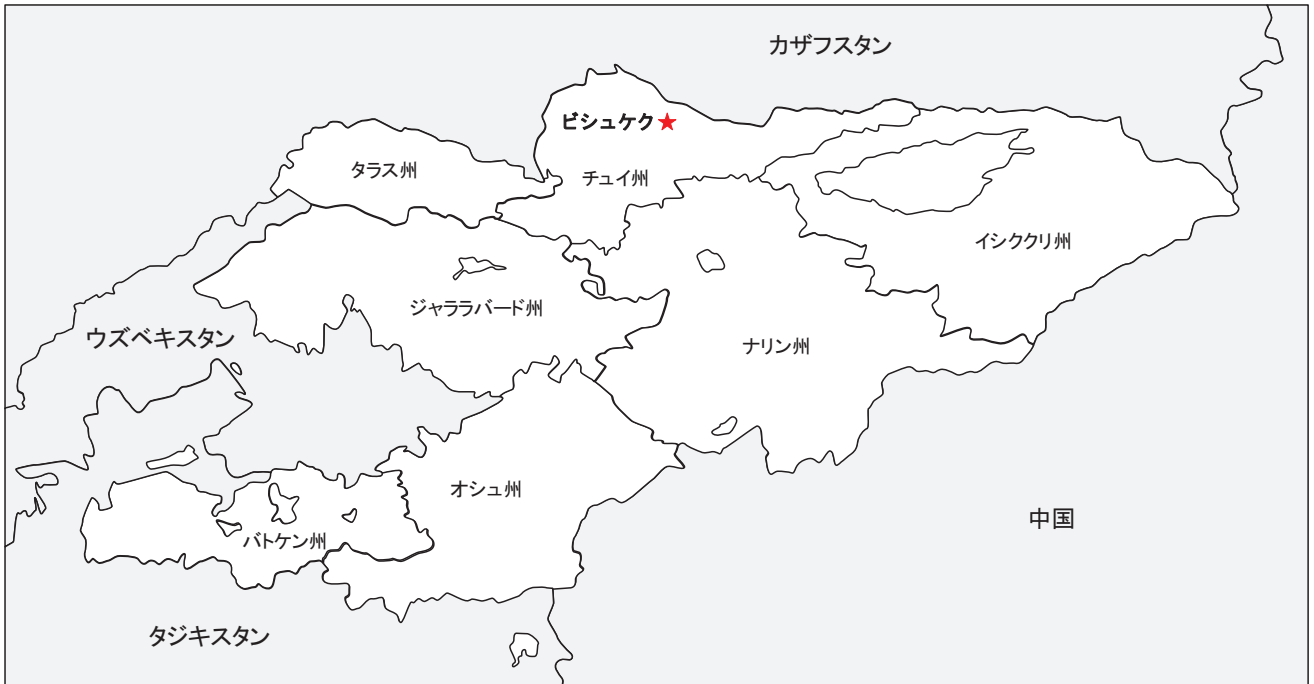 カザフスタン
ビシュケク
タラス州
チュイ州
イシククリ州
ジャララバード州
ウズベキスタン
ナリン州
オシュ州
中国
バトケン州
タジキスタン